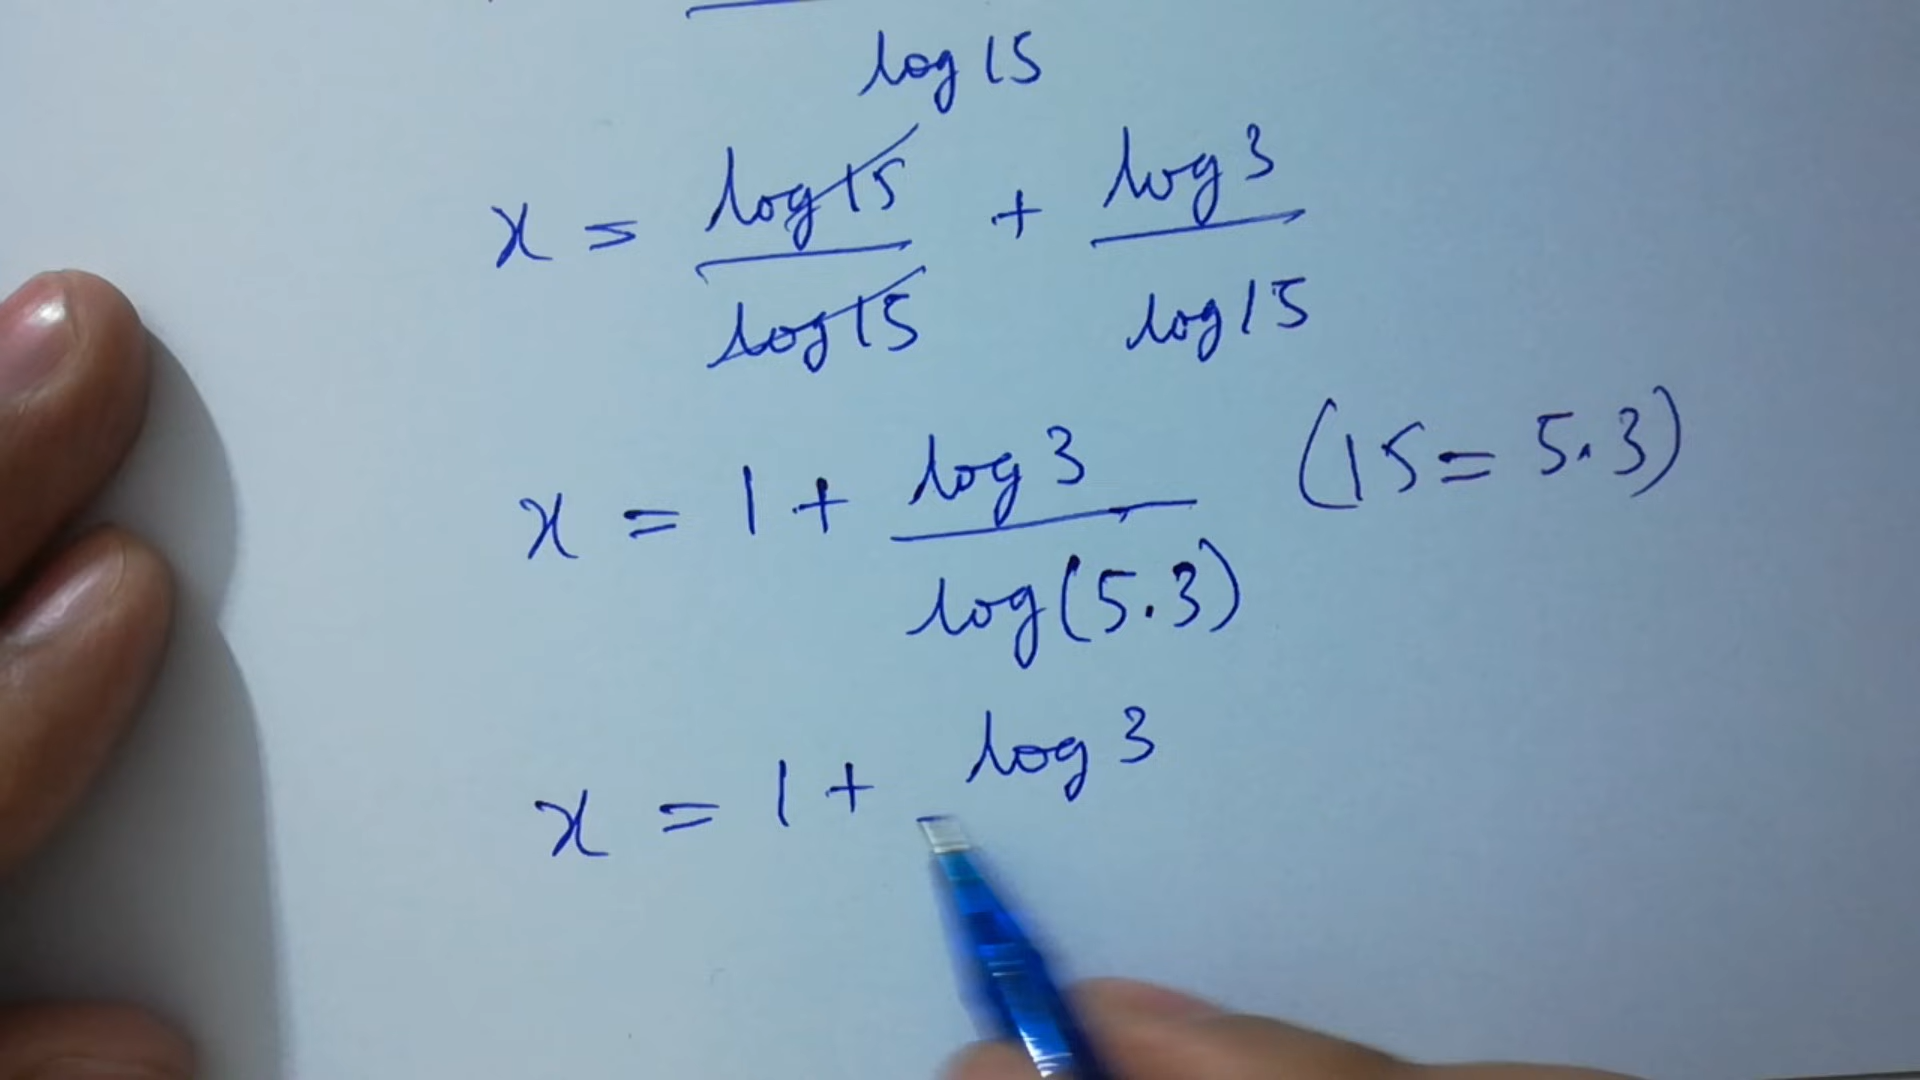 log 15
x = log 15 / log 15 + log 3 / log 15
x = 1 + log 3 / log (5.3) (15 = 5.3)
x = 1 + log 3